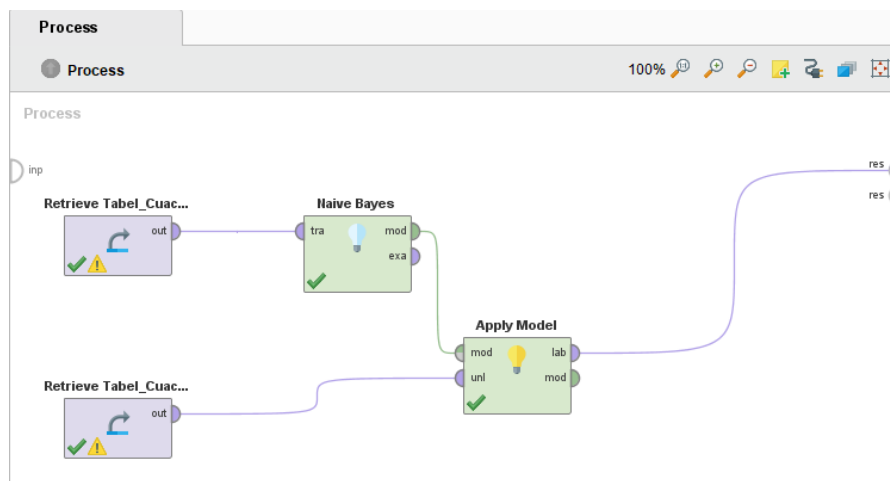 Process
Process
100%
Process
inp
res
res
Retrieve Tabel_Cuac...
out
Naive Bayes
tra
mod
exa
Apply Model
mod
lab
unl
mod
Retrieve Tabel_Cuac...
out